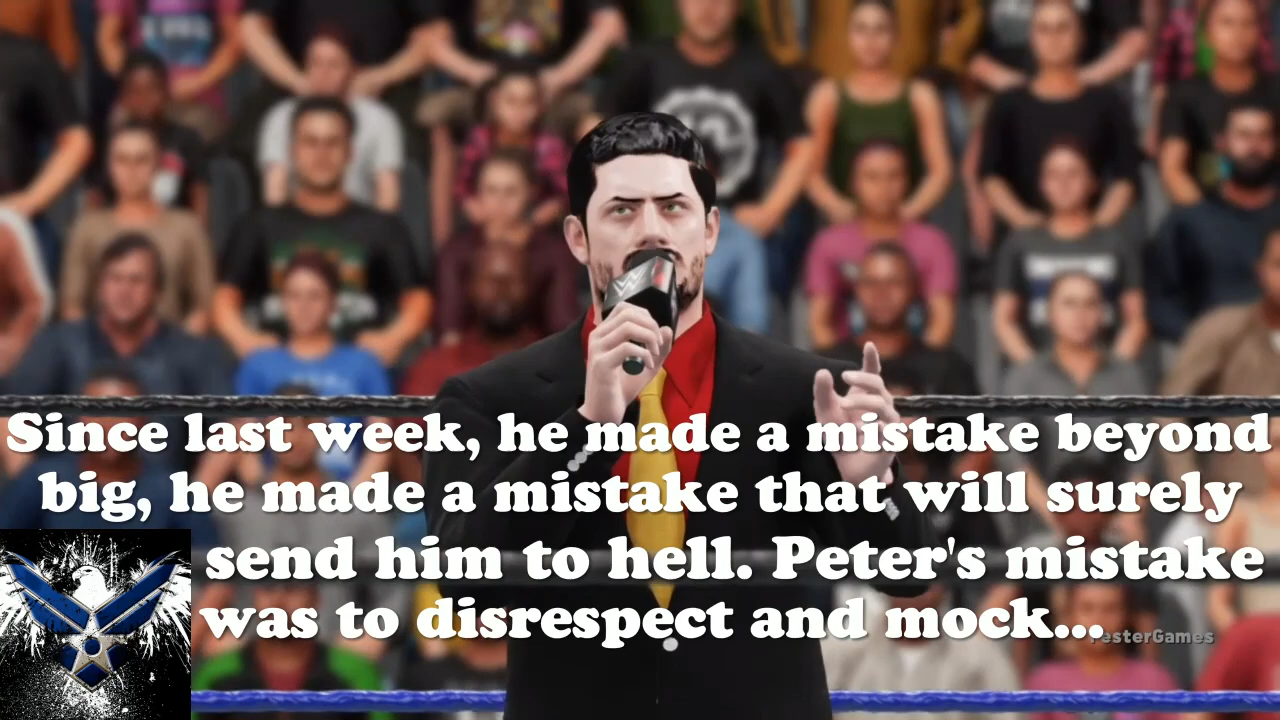 Since last week, he made a mistake beyond
big, he made a mistake that will surely
send him to hell. Peter's mistake
was to disrespect and mock...
YesterGames